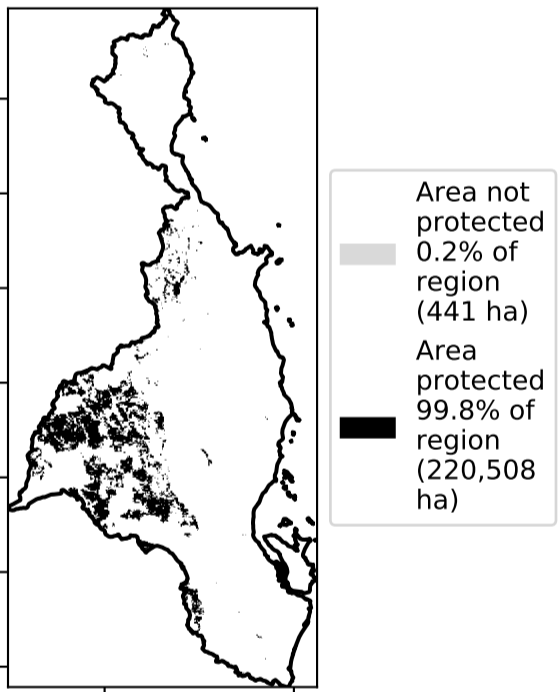 Area not
protected
0.2% of
region
(441 ha)
Area
protected
99.8% of
region
(220,508
ha)